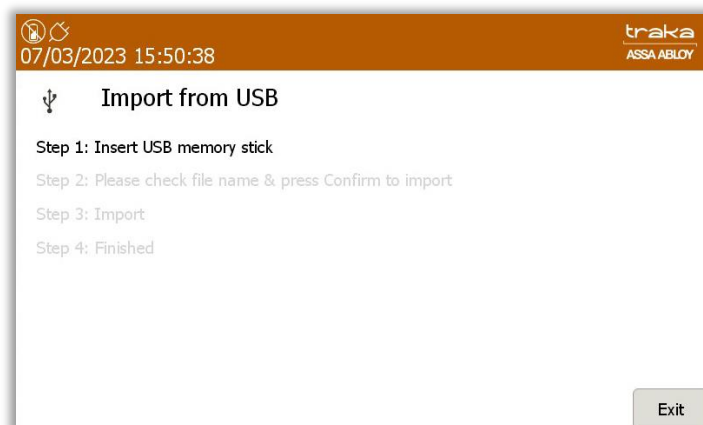 traka
07/03/2023 15:50:38
ASSA ABLOY
Import from USB
Step 1: Insert USB memory stick
Step 2: Please check file name & press Confirm to import
Step 3: Import
Step 4: Finished
Exit